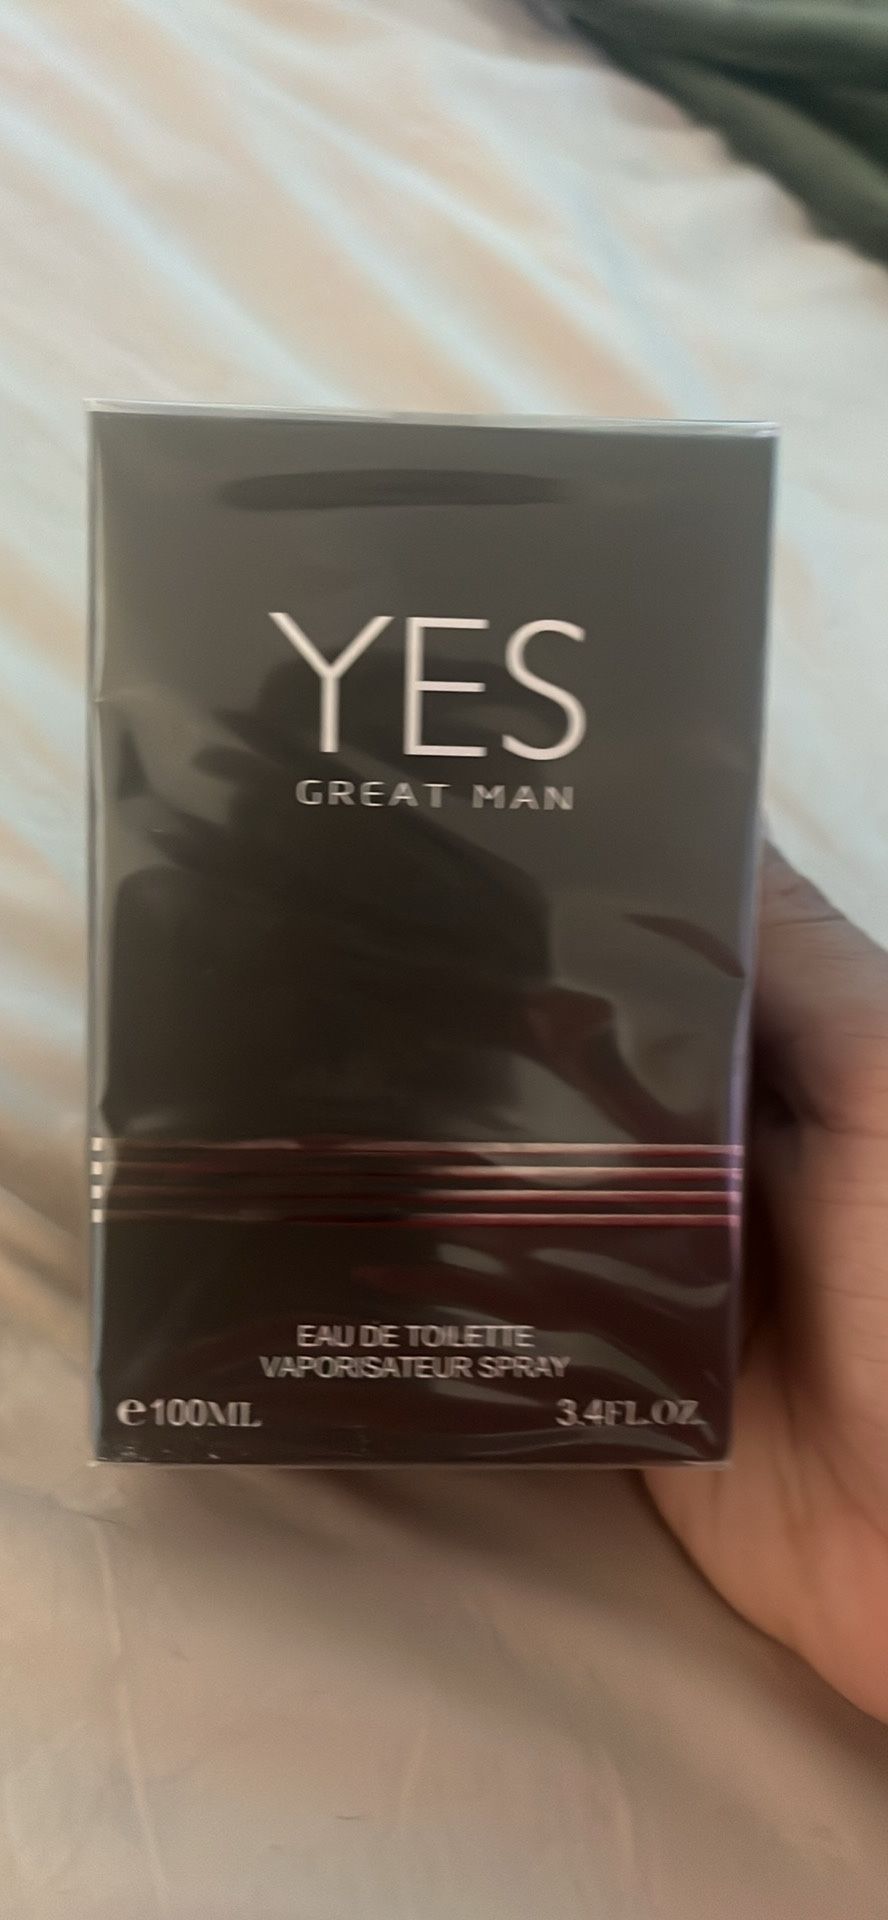 YES
GREAT MAN
EAU DE TOILETTE
VAPORISATEUR SPRAY
e100ML
3.4FL.OZ.